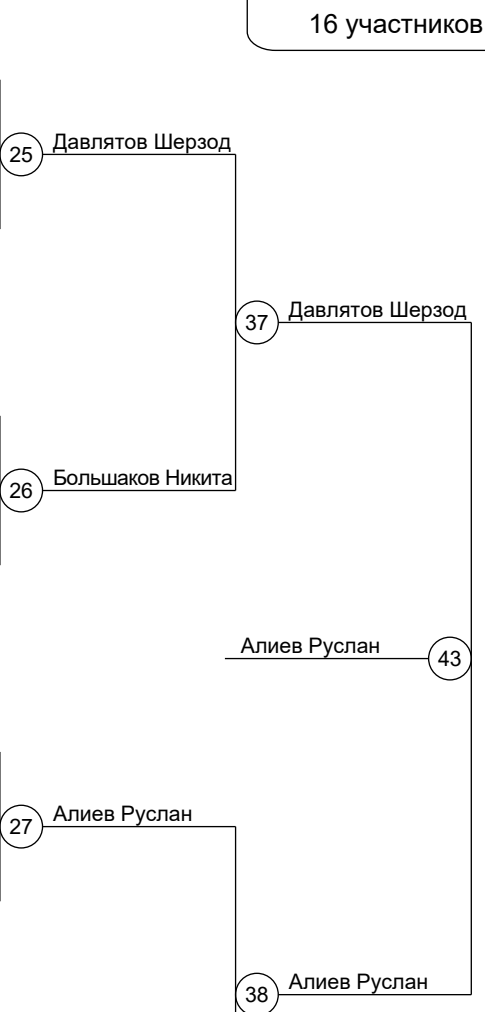 16 участников
25 Давлятов Шерзод
37 Давлятов Шерзод
26 Большаков Никита
Алиев Руслан 43
27 Алиев Руслан
38 Алиев Руслан